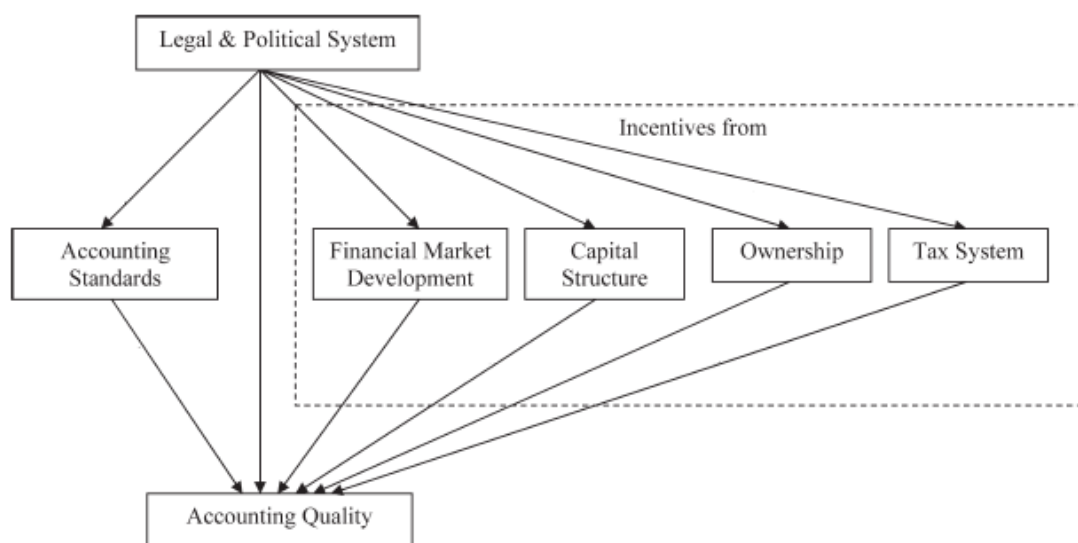 Legal & Political System
Incentives from
Accounting
Standards
Financial Market
Development
Capital
Structure
Ownership
Tax System
Accounting Quality